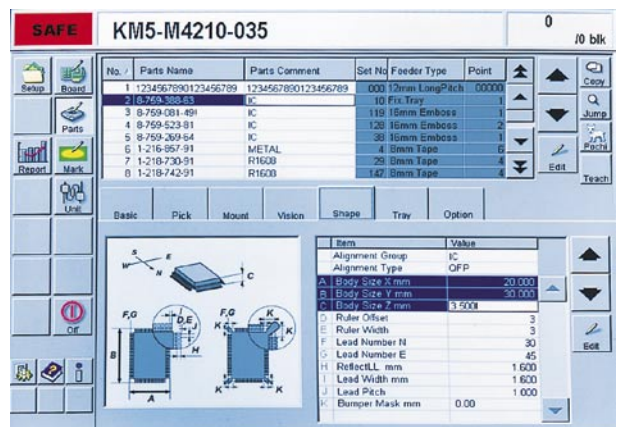 SAFE KM5-M4210-035 0 /0 blk
Setup Board
Parts
Report Mark
Unit
Off
No. / Parts Name Parts Comment Set No Feeder Type Point
1 1234567890123456789 1234567890123456789 000 12mm LongPitch 00000
2 8-759-388-63 IC 10 Fix.Tray 1
3 8-759-081-49t IC 119 16mm Emboss 1
4 8-759-523-81 IC 128 16mm Emboss 2
5 8-759-269-64 IC 38 16mm Emboss 1
6 1-216-857-91 METAL 4 8mm Tape 6
7 1-218-730-91 R1608 29 8mm Tape 4
8 1-218-742-91 R1608 147 8mm Tape 4
Edit
Copy
Jump
Pachi
Teach
Basic Pick Mount Vision Shape Tray Option
S E
W N C
F,G D,E
J
H
B
A
F,G K
K K
K K
K
Item Value
Alignment Group IC
Alignment Type QFP
A Body Size X mm 20.000
B Body Size Y mm 30.000
C Body Size Z mm 3.500
D Ruler Offset 3
E Ruler Width 3
F Lead Number N 30
G Lead Number E 45
H ReflectLL mm 1.600
I Lead Width mm 1.600
J Lead Pitch 1.000
K Bumper Mask mm 0.00
Edit